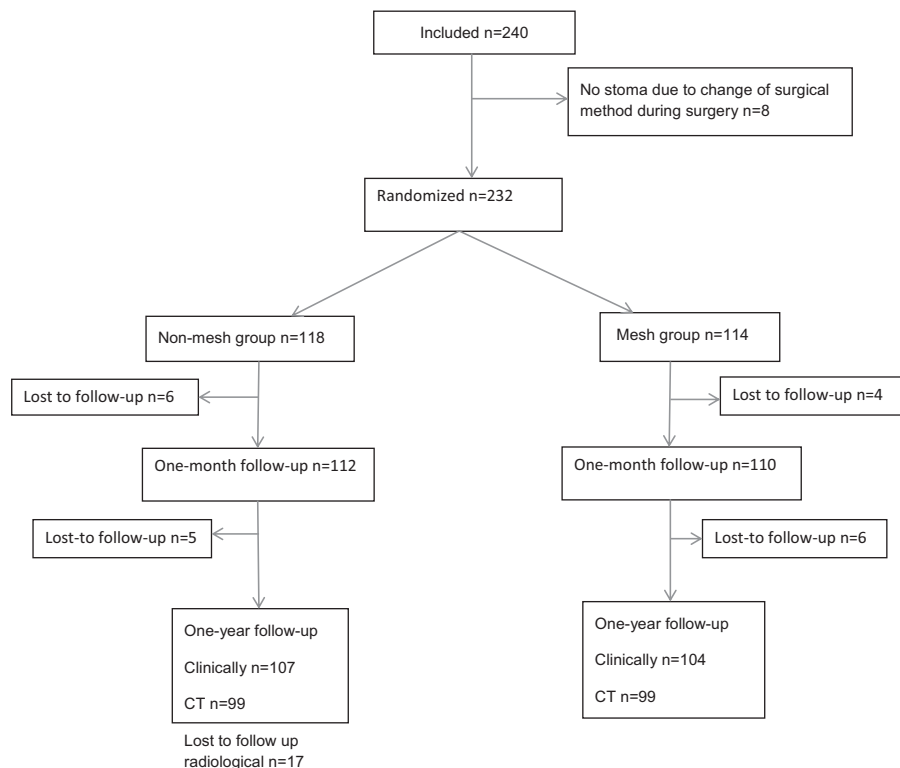 Included n=240
No stoma due to change of surgical
method during surgery n=8
Randomized n=232
Non-mesh group n=118
Mesh group n=114
Lost to follow-up n=6
Lost to follow-up n=4
One-month follow-up n=112
One-month follow-up n=110
Lost-to follow-up n=5
Lost-to follow-up n=6
One-year follow-up
Clinically n=107
CT n=99
One-year follow-up
Clinically n=104
CT n=99
Lost to follow up
radiological n=17